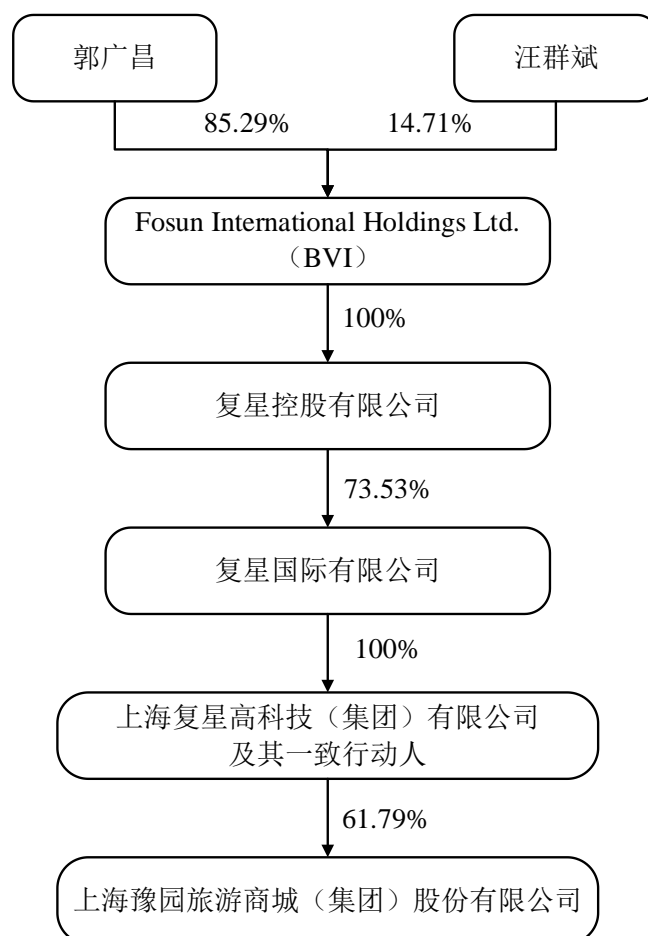 郭广昌
汪群斌
85.29%
14.71%
Fosun International Holdings Ltd.
（BVI）
100%
复星控股有限公司
73.53%
复星国际有限公司
100%
上海复星高科技（集团）有限公司
及其一致行动人
61.79%
上海豫园旅游商城（集团）股份有限公司